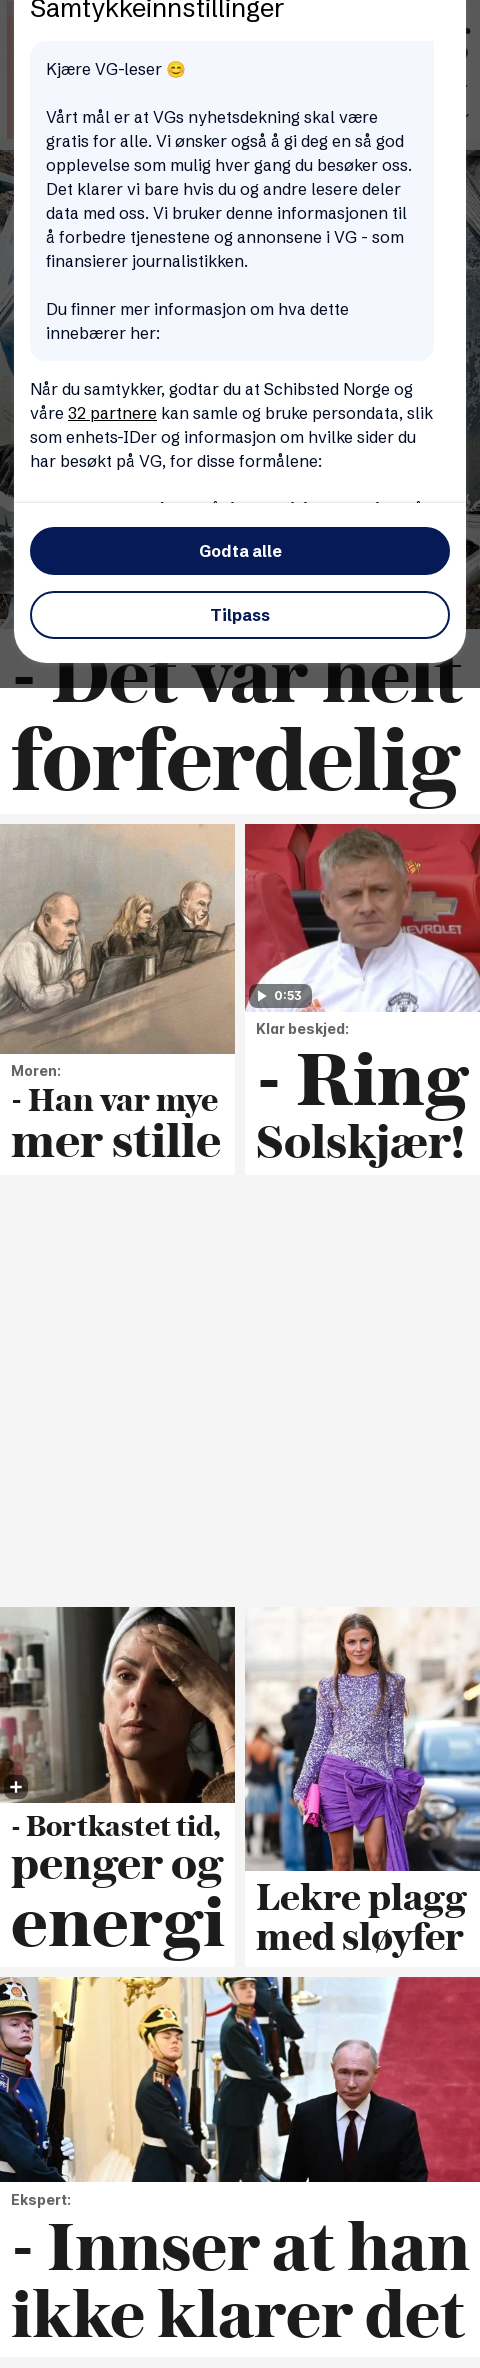 Samtykkeinnstillinger
Kjære VG-leser 😊
Vårt mål er at VGs nyhetsdekning skal være
gratis for alle. Vi ønsker også å gi deg en så god
opplevelse som mulig hver gang du besøker oss.
Det klarer vi bare hvis du og andre lesere deler
data med oss. Vi bruker denne informasjonen til
å forbedre tjenestene og annonsene i VG - som
finansierer journalistikken.
Du finner mer informasjon om hva dette
innebærer her:
Når du samtykker, godtar du at Schibsted Norge og
våre 32 partnere kan samle og bruke persondata, slik
som enhets-IDer og informasjon om hvilke sider du
har besøkt på VG, for disse formålene:
Godta alle
Tilpass
- Det var helt
forferdelig
CHEVROLET
0:53
Moren:
- Han var mye
mer stille
Klar beskjed:
- Ring
Solskjær!
- Bortkastet tid,
penger og
energi
Lekre plagg
med sløyfer
Ekspert:
- Innser at han
ikke klarer det